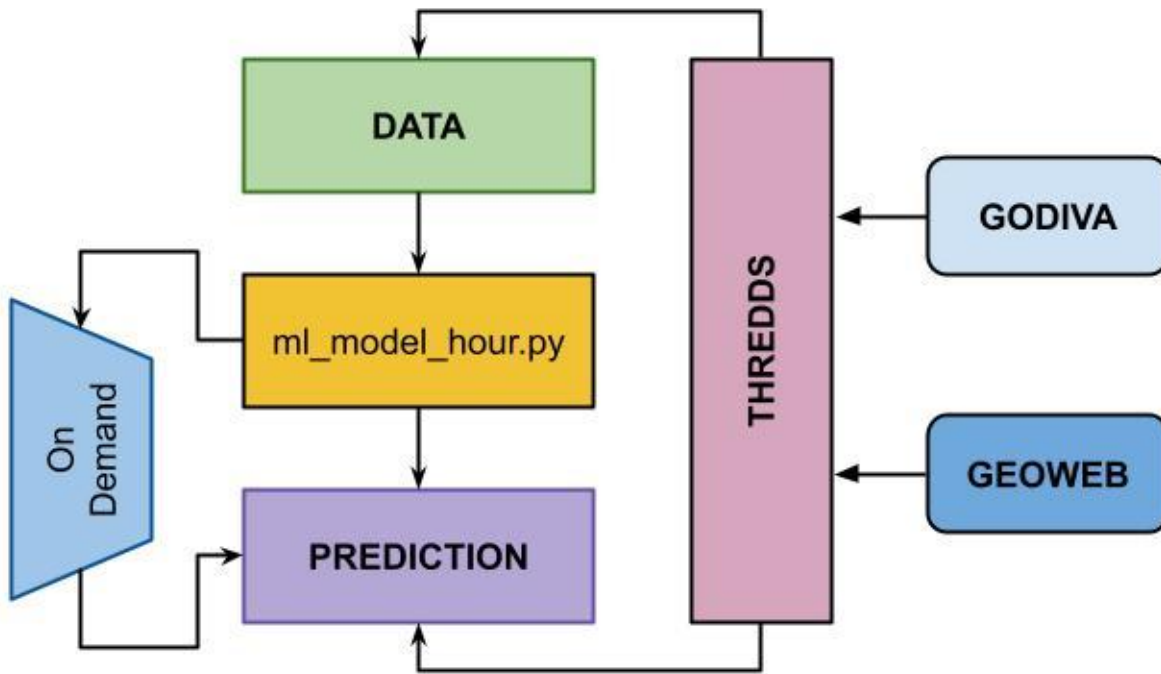 DATA
GODIVA
ml_model_hour.py
THREDDS
On
Demand
GEOWEB
PREDICTION